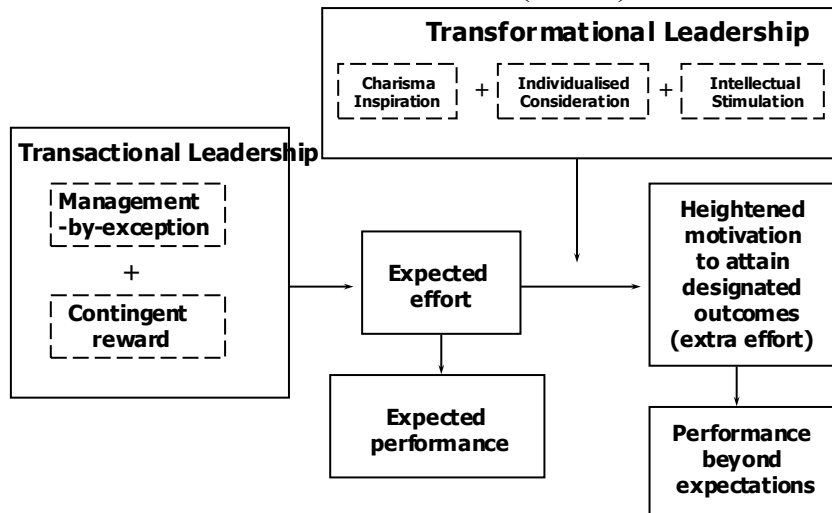 Transformational Leadership
Charisma
Inspiration
+
Individualised
Consideration
+
Intellectual
Stimulation
Transactional Leadership
Management
-by-exception
+
Contingent
reward
Expected
effort
Heightened
motivation
to attain
designated
outcomes
(extra effort)
Expected
performance
Performance
beyond
expectations